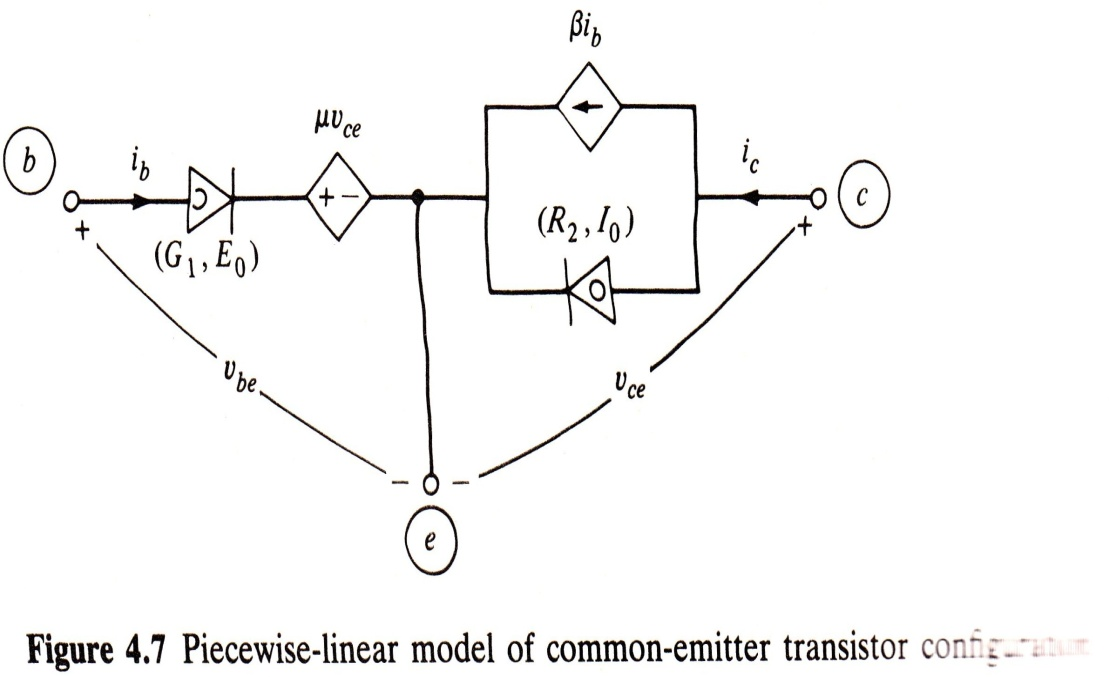 βi_b
μv_ce
b
i_b
i_c
c
+ −
+
+
(R_2, I_0)
(G_1, E_0)
v_be
v_ce
− −
e
Figure 4.7 Piecewise-linear model of common-emitter transistor